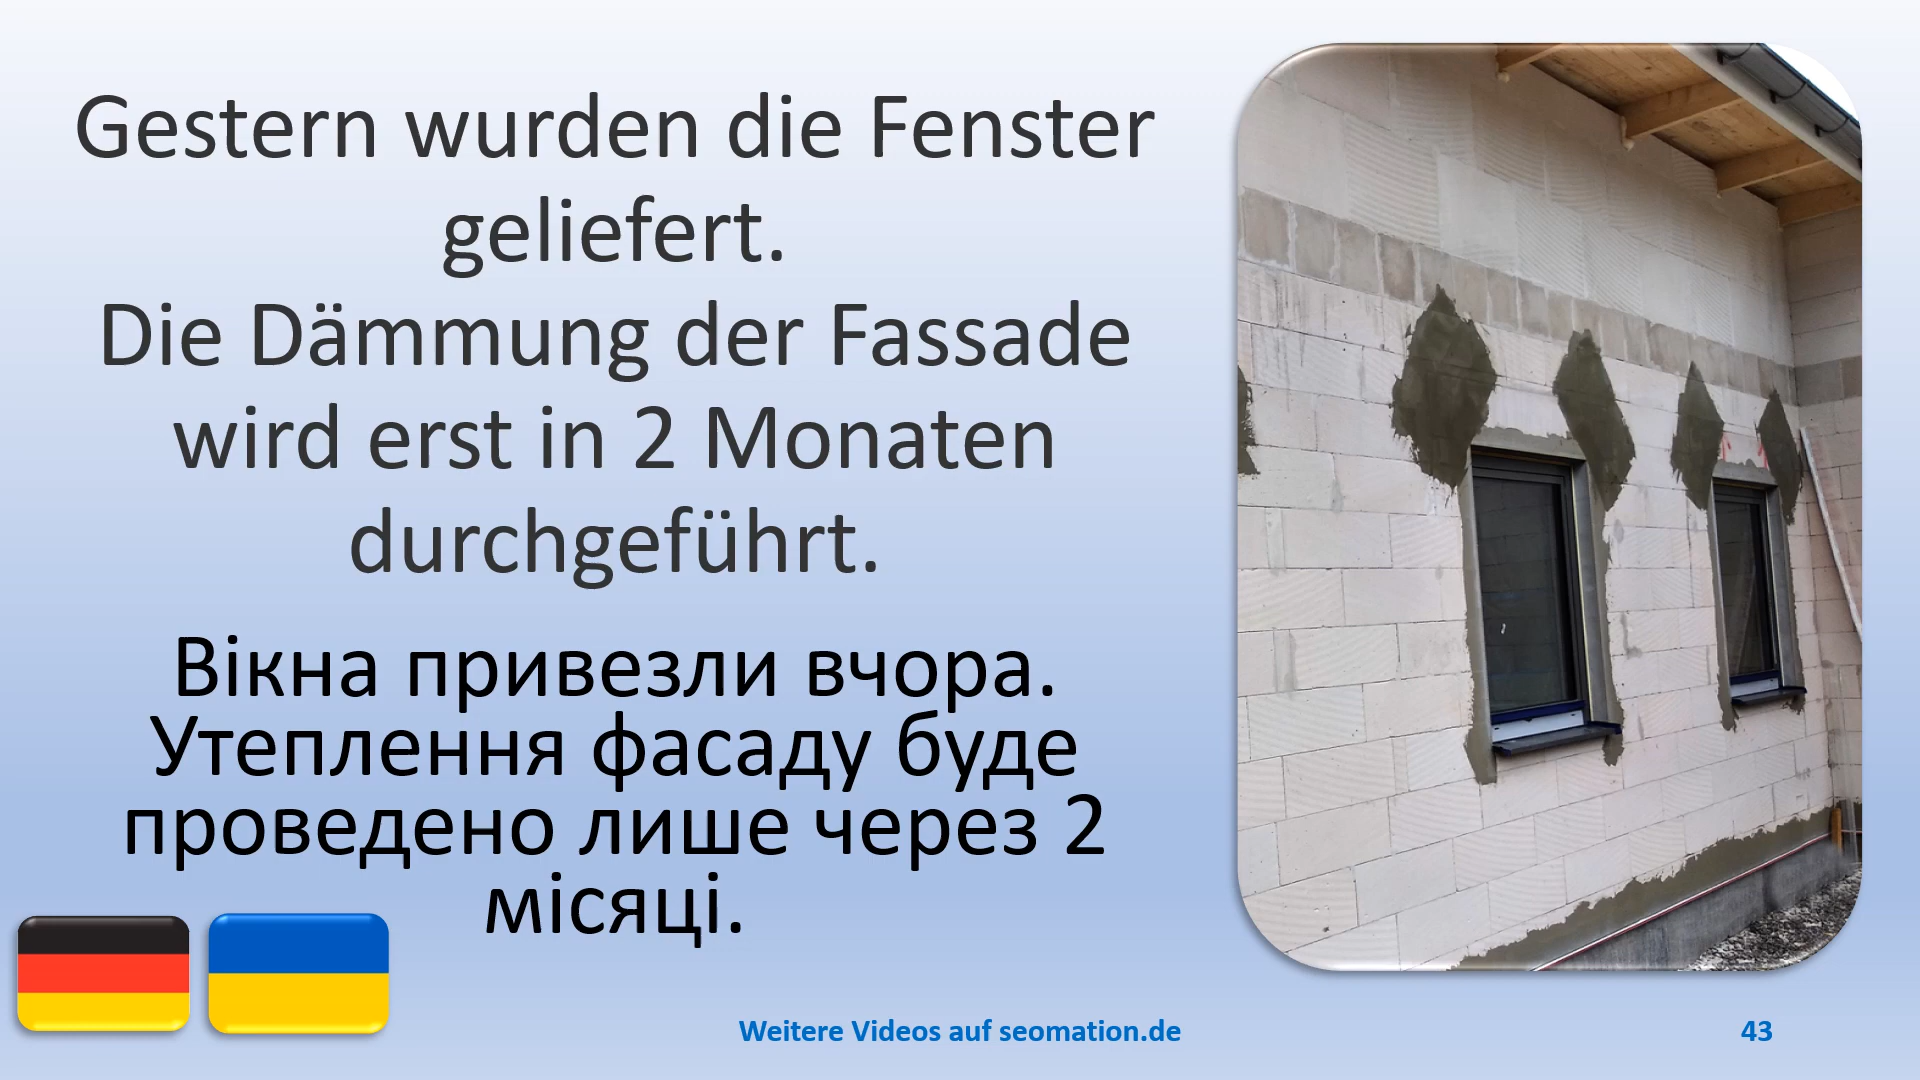 Gestern wurden die Fenster
geliefert.
Die Dämmung der Fassade
wird erst in 2 Monaten
durchgeführt.
Вікна привезли вчора.
Утеплення фасаду буде
проведено лише через 2
місяці.
Weitere Videos auf seomation.de
43